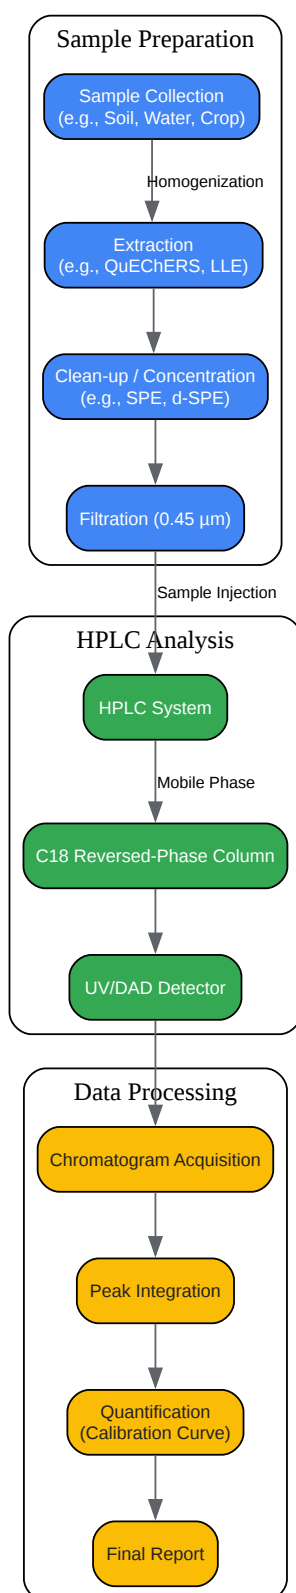 Sample Preparation
Sample Collection
(e.g., Soil, Water, Crop)
Homogenization
Extraction
(e.g., QuEChERS, LLE)
Clean-up / Concentration
(e.g., SPE, d-SPE)
Filtration (0.45 µm)
Sample Injection
HPLC Analysis
HPLC System
Mobile Phase
C18 Reversed-Phase Column
UV/DAD Detector
Data Processing
Chromatogram Acquisition
Peak Integration
Quantification
(Calibration Curve)
Final Report